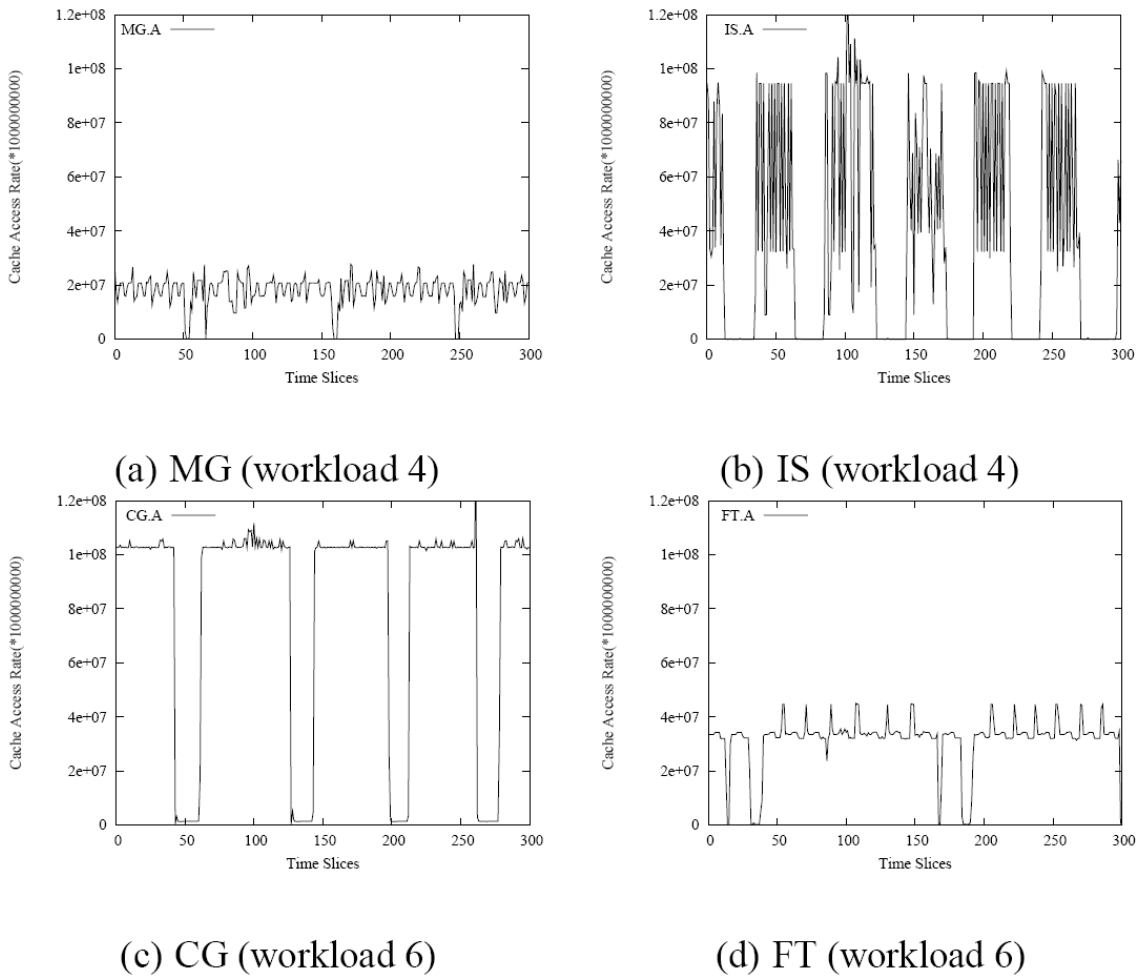 1.2e+08
MG.A
1e+08
8e+07
6e+07
4e+07
2e+07
0
Cache Access Rate(*1000000000)
0 50 100 150 200 250 300
Time Slices
(a) MG (workload 4)
1.2e+08
IS.A
1e+08
8e+07
6e+07
4e+07
2e+07
0
Cache Access Rate(*1000000000)
0 50 100 150 200 250 300
Time Slices
(b) IS (workload 4)
1.2e+08
CG.A
1e+08
8e+07
6e+07
4e+07
2e+07
0
Cache Access Rate(*1000000000)
0 50 100 150 200 250 300
Time Slices
(c) CG (workload 6)
1.2e+08
FT.A
1e+08
8e+07
6e+07
4e+07
2e+07
0
Cache Access Rate(*1000000000)
0 50 100 150 200 250 300
Time Slices
(d) FT (workload 6)